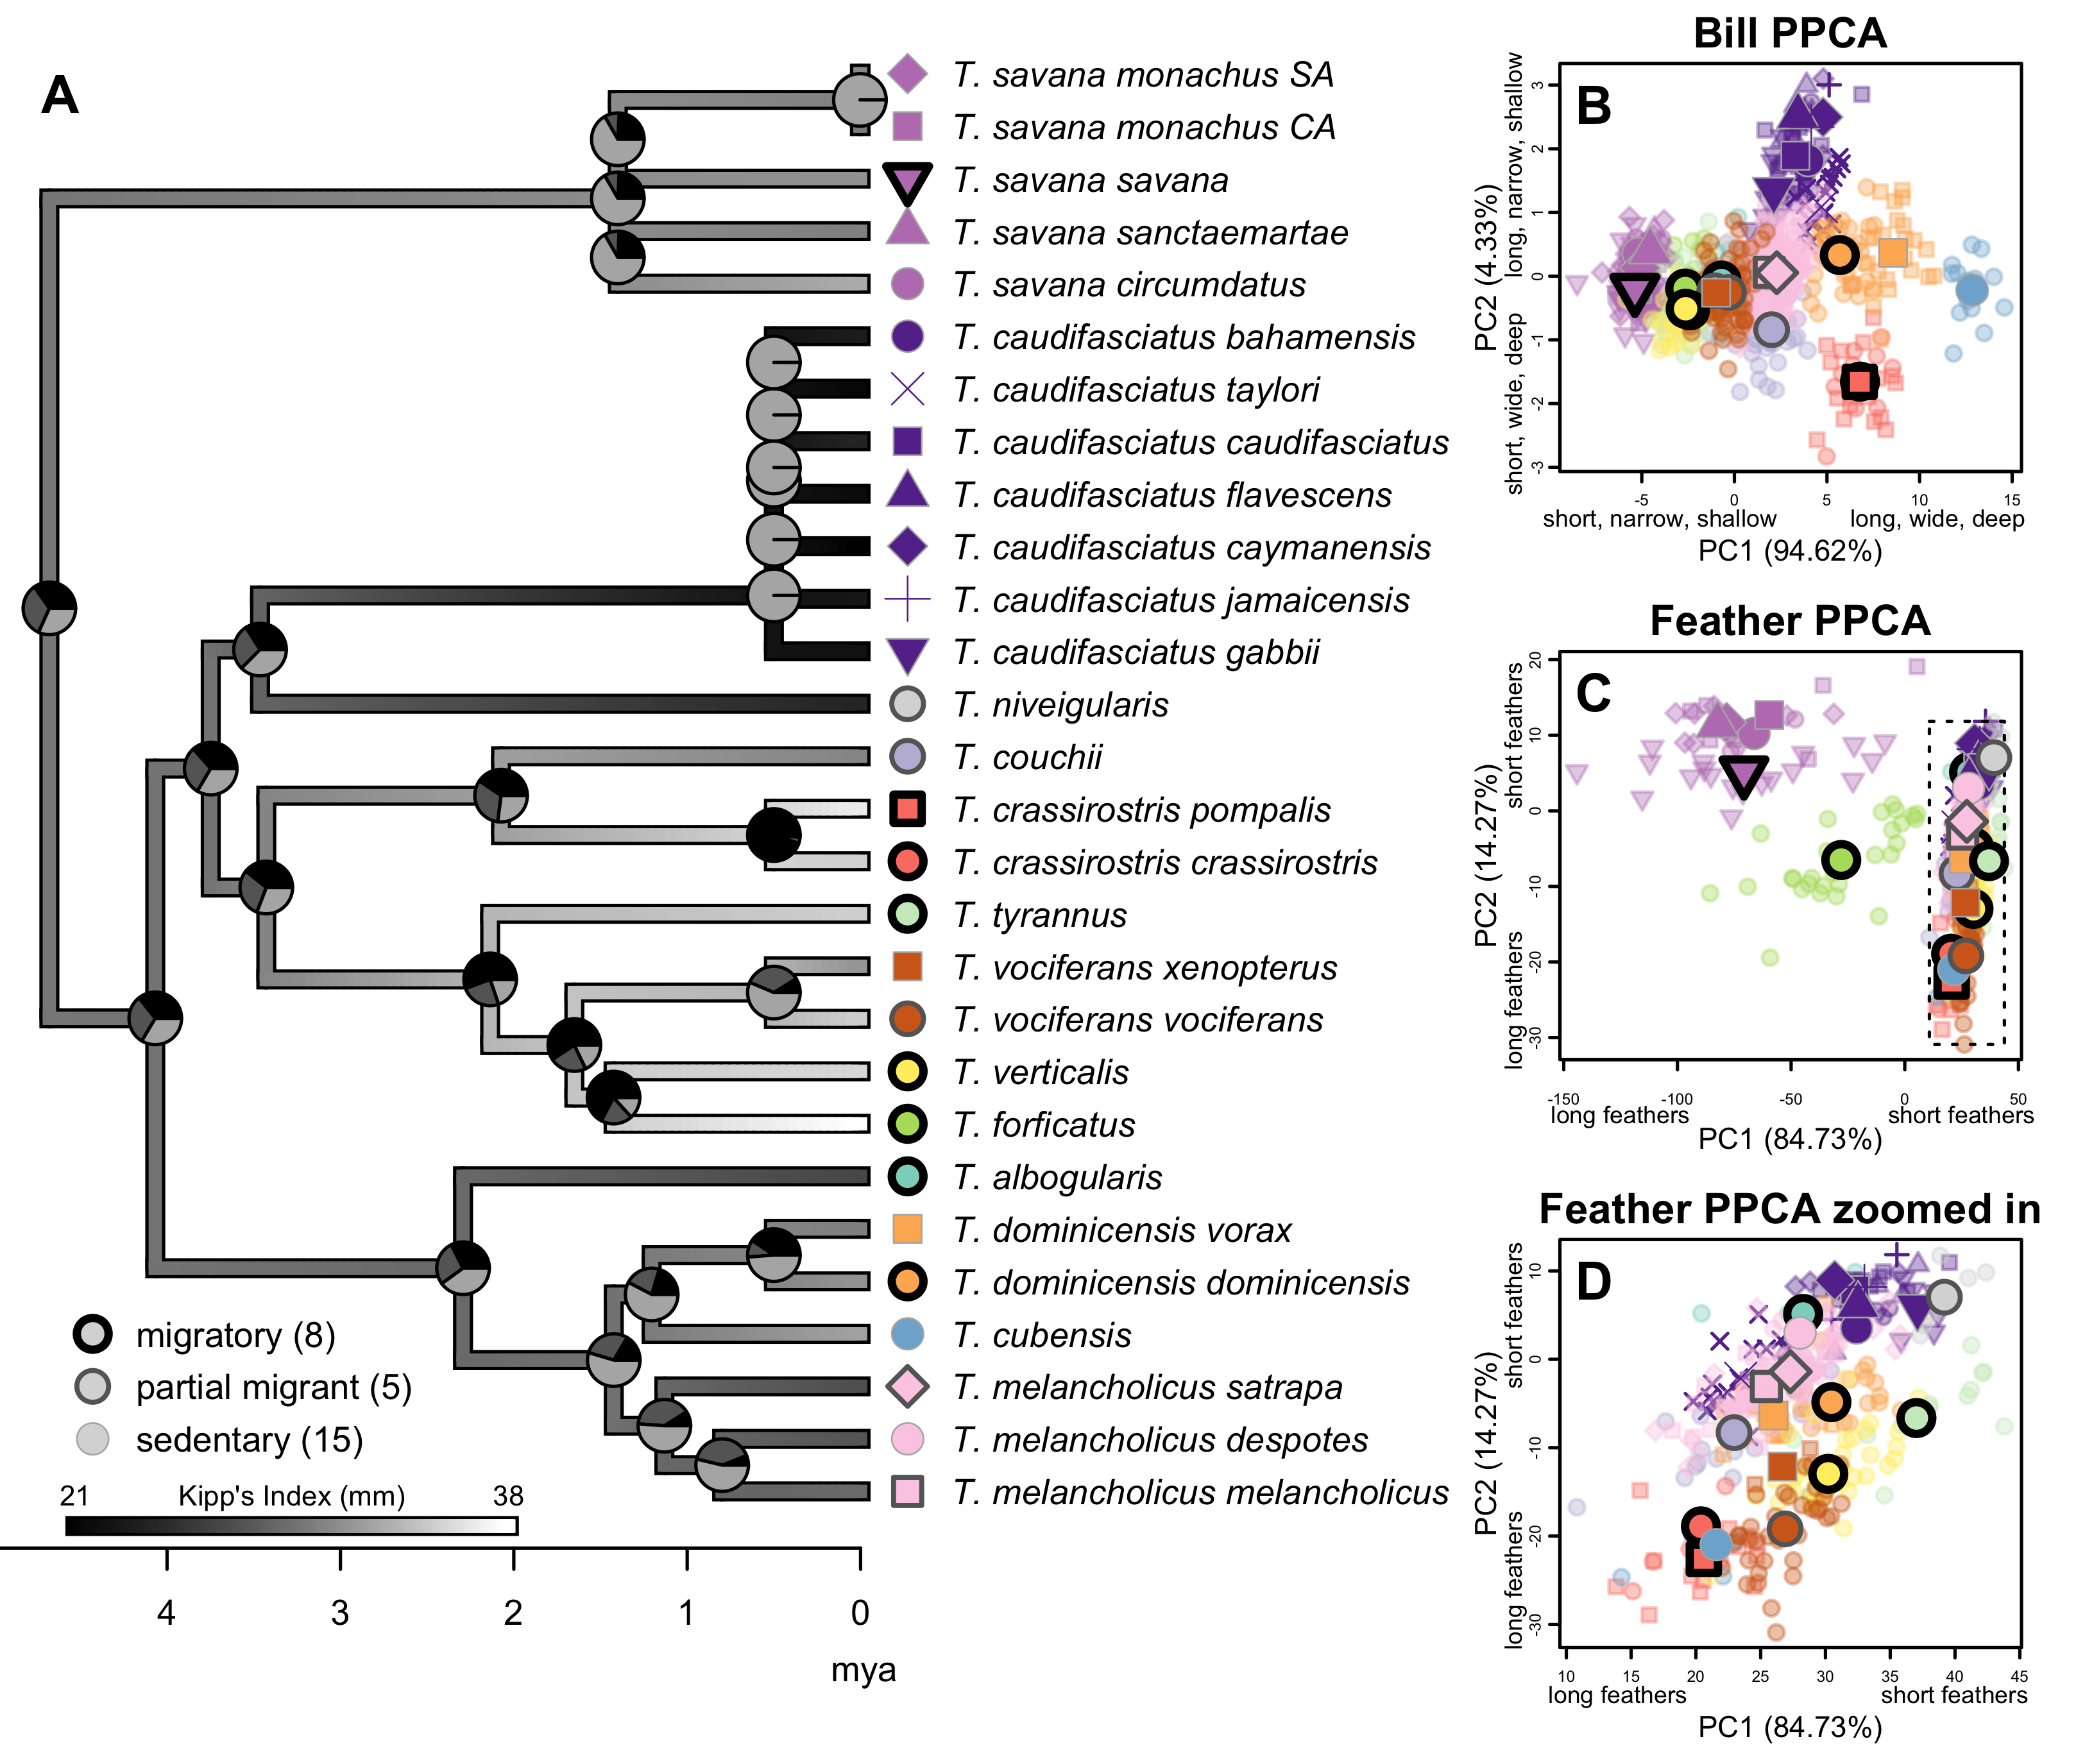 A
T. savana monachus SA
T. savana monachus CA
T. savana savana
T. savana sanctaemartae
T. savana circumdatus
T. caudifasciatus bahamensis
T. caudifasciatus taylori
T. caudifasciatus caudifasciatus
T. caudifasciatus flavescens
T. caudifasciatus caymanensis
T. caudifasciatus jamaicensis
T. caudifasciatus gabbii
T. niveigularis
T. couchii
T. crassirostris pompalis
T. crassirostris crassirostris
T. tyrannus
T. vociferans xenopterus
T. vociferans vociferans
T. verticalis
T. forficatus
T. albogularis
T. dominicensis vorax
T. dominicensis dominicensis
T. cubensis
T. melancholicus satrapa
T. melancholicus despotes
T. melancholicus melancholicus
migratory (8)
partial migrant (5)
sedentary (15)
21 Kipp's Index (mm) 38
4 3 2 1 0
mya
Bill PPCA
B
PC2 (4.33%)
short, wide, deep long, narrow, shallow
3
2
1
0
-1
-2
-3
-5 0 5 10 15
short, narrow, shallow long, wide, deep
PC1 (94.62%)
Feather PPCA
C
PC2 (14.27%)
long feathers short feathers
20
10
0
-10
-20
-30
-150 -100 -50 0 50
long feathers short feathers
PC1 (84.73%)
Feather PPCA zoomed in
D
PC2 (14.27%)
long feathers short feathers
10
0
-10
-20
-30
10 15 20 25 30 35 40 45
long feathers short feathers
PC1 (84.73%)